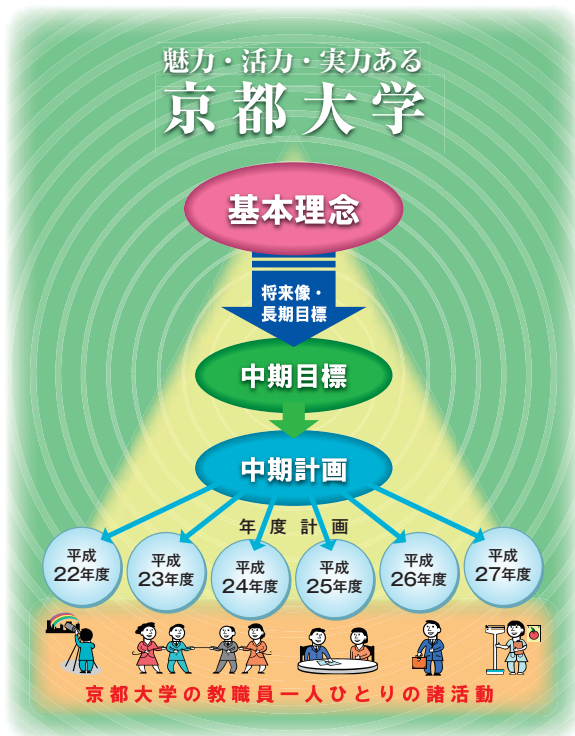 魅力・活力・実力ある
京都大学
基本理念
将来像・
長期目標
中期目標
中期計画
年度計画
平成
22年度
平成
23年度
平成
24年度
平成
25年度
平成
26年度
平成
27年度
京都大学の教職員一人ひとりの諸活動